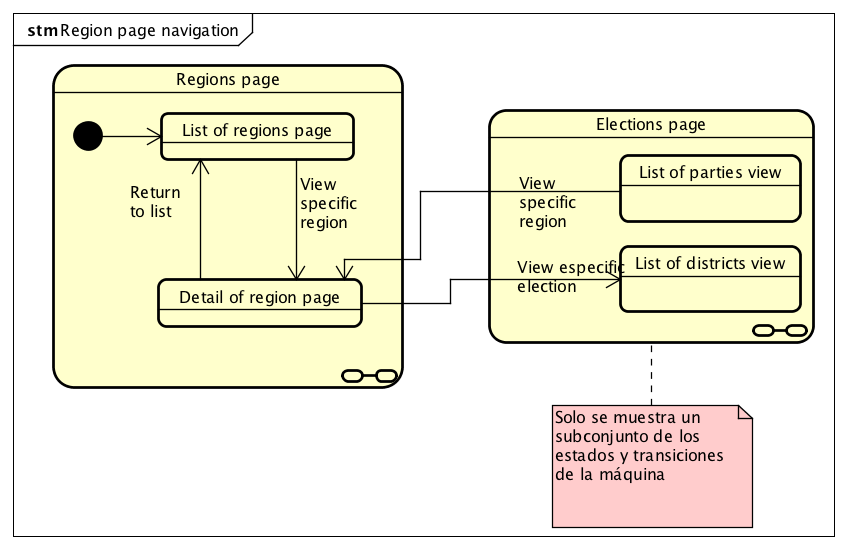 stm Region page navigation
Regions page
List of regions page
Return
to list
View
specific
region
Detail of region page
Elections page
List of parties view
View
specific
region
View especific
election
List of districts view
Solo se muestra un
subconjunto de los
estados y transiciones
de la máquina